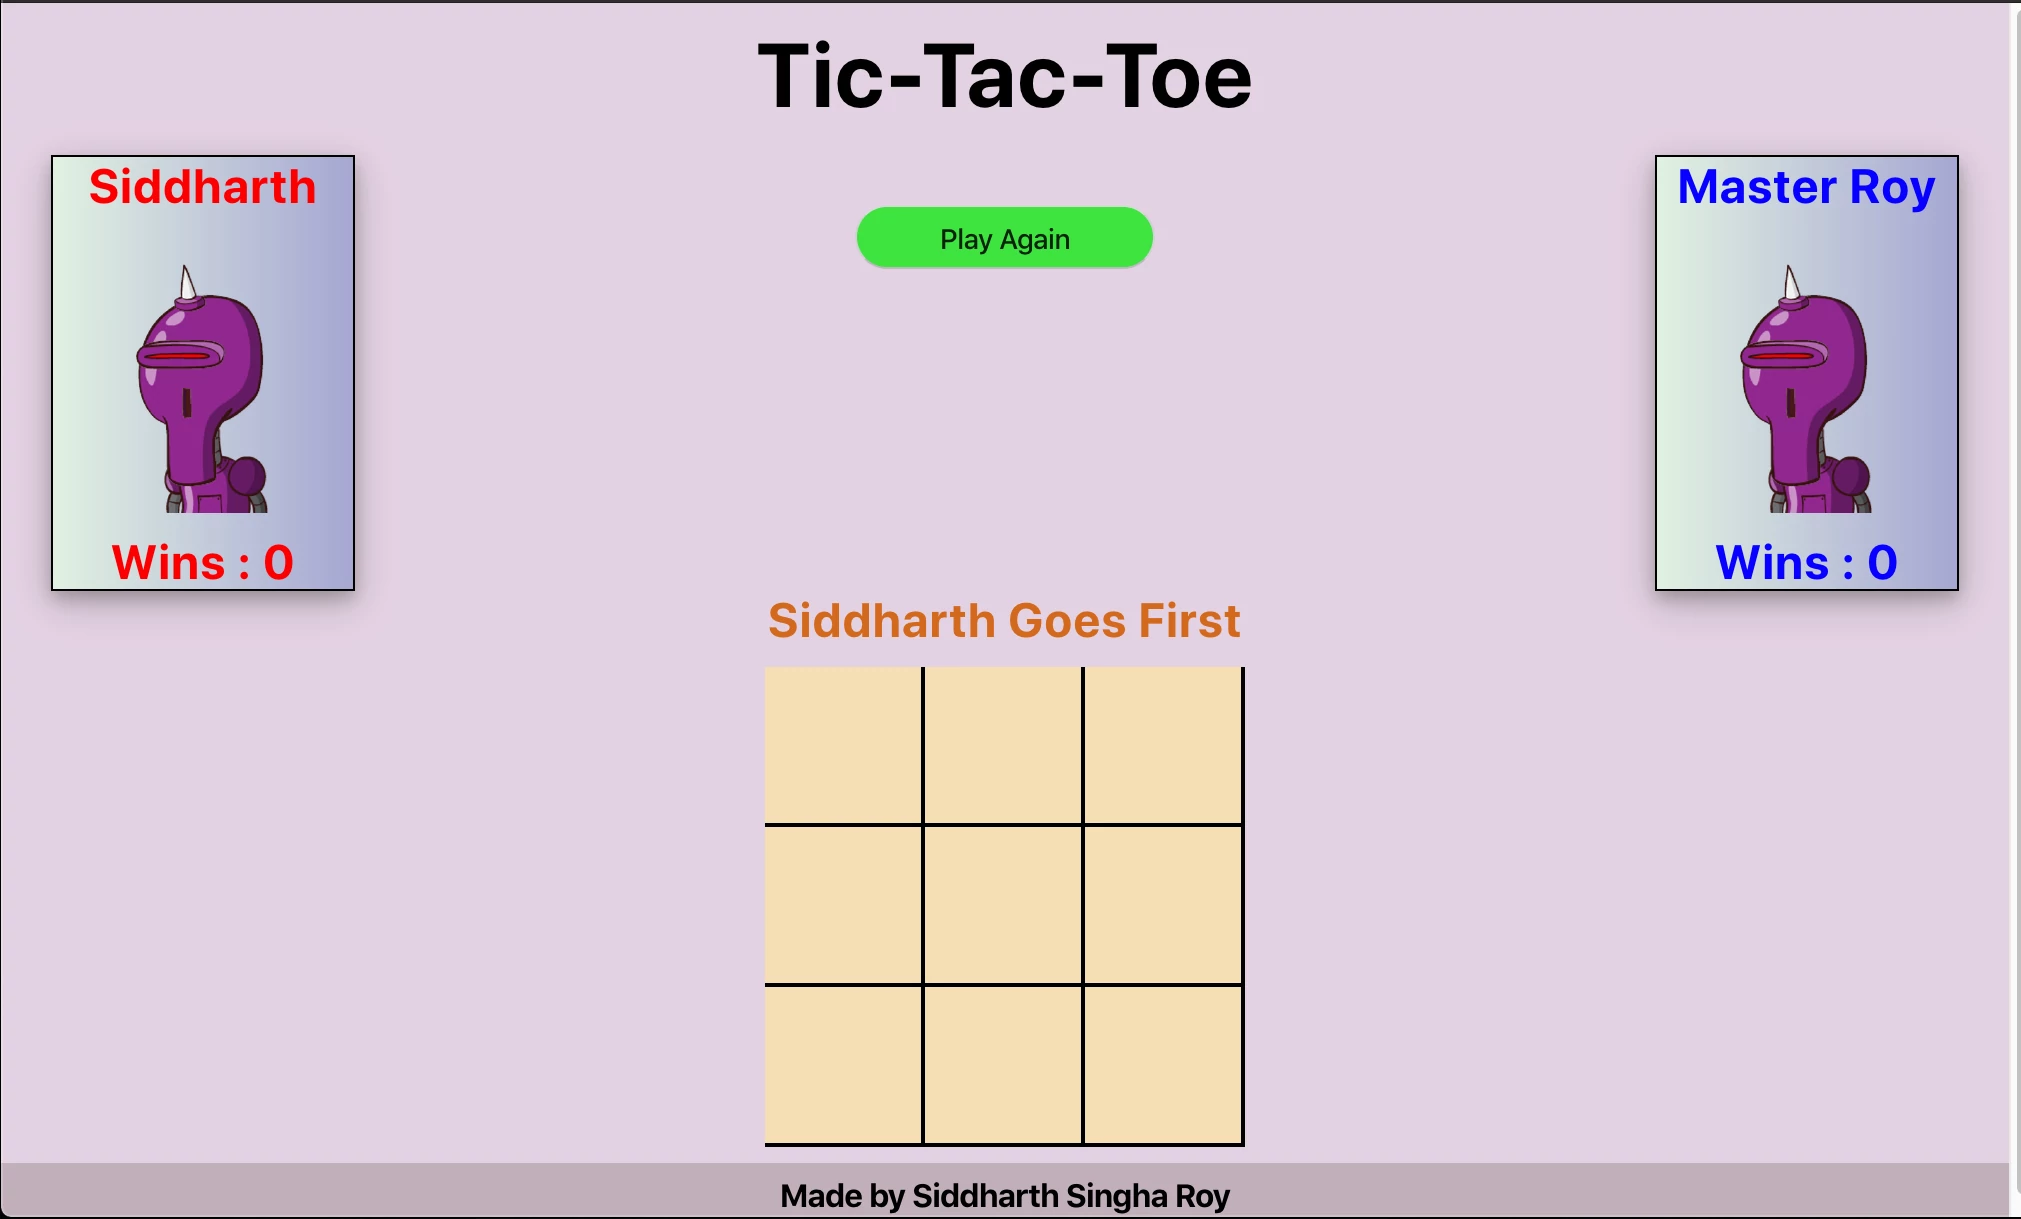 Tic-Tac-Toe
Siddharth
Wins : 0
Play Again
Master Roy
Wins : 0
Siddharth Goes First
Made by Siddharth Singha Roy